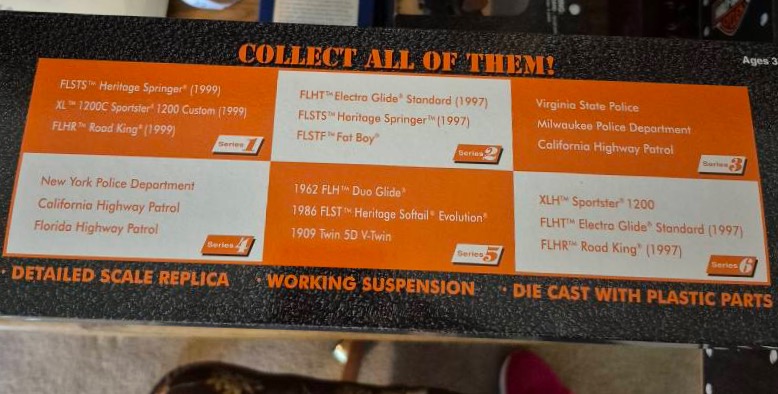 COLLECT ALL OF THEM!
Ages 3
FLSTS™ Heritage Springer® (1999)
XL™ 1200C Sportster® 1200 Custom (1999)
FLHR™ Road King® (1999)
Series 1
FLHT™ Electra Glide® Standard (1997)
FLSTS™ Heritage Springer™ (1997)
FLSTF™ Fat Boy®
Series 2
Virginia State Police
Milwaukee Police Department
California Highway Patrol
Series 3
New York Police Department
California Highway Patrol
Florida Highway Patrol
Series 4
1962 FLH™ Duo Glide®
1986 FLST™ Heritage Softail® Evolution®
1909 Twin 5D V-Twin
Series 5
XLH™ Sportster® 1200
FLHT™ Electra Glide® Standard (1997)
FLHR™ Road King® (1997)
Series 6
· DETAILED SCALE REPLICA · WORKING SUSPENSION · DIE CAST WITH PLASTIC PARTS